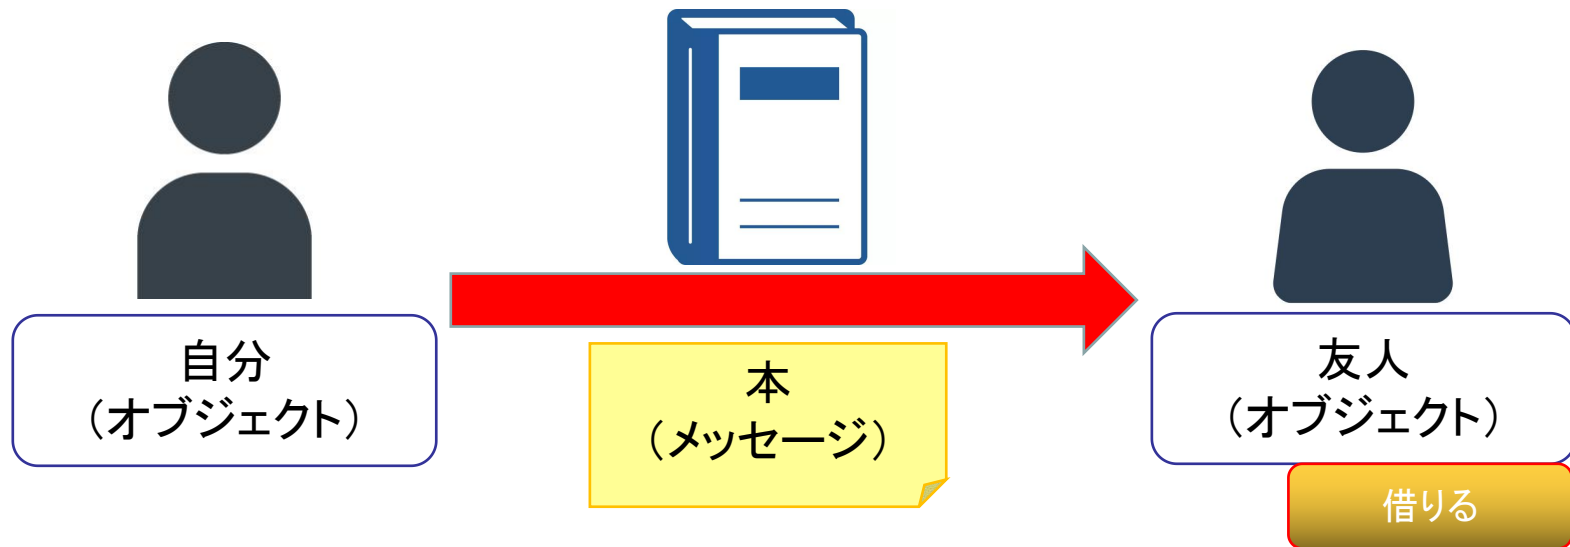 自分
（オブジェクト）
本
（メッセージ）
友人
（オブジェクト）
借りる